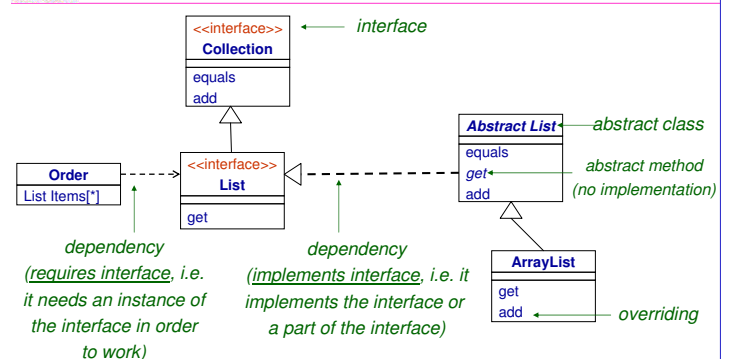 <<interface>>
Collection
equals
add
interface
Abstract List
equals
get
add
abstract class
abstract method
(no implementation)
Order
List Items[*]
<<interface>>
List
get
dependency
(requires interface, i.e.
it needs an instance of
the interface in order
to work)
dependency
(implements interface, i.e. it
implements the interface or
a part of the interface)
ArrayList
get
add
overriding